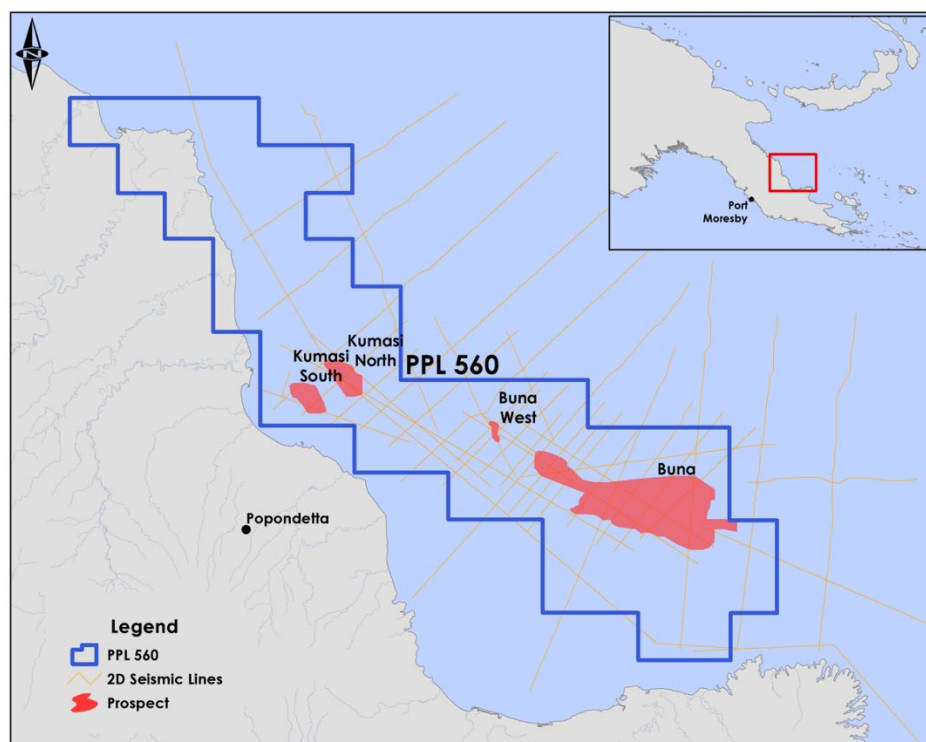 N
Port
Moresby
Kumasi
North
Kumasi
South
PPL 560
Buna
West
Buna
Popondetta
Legend
PPL 560
2D Seismic Lines
Prospect